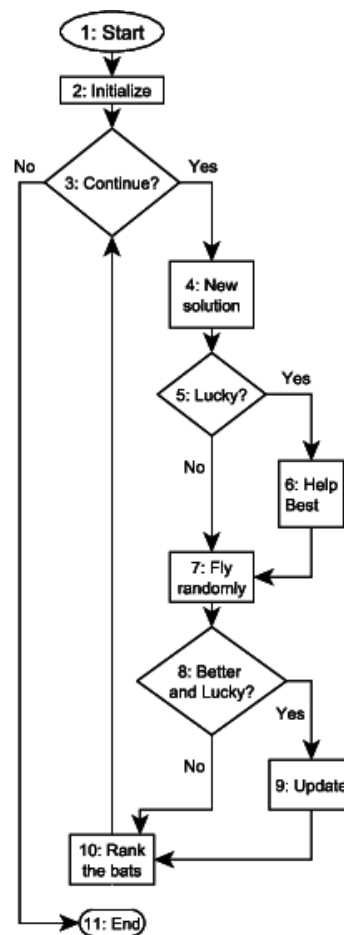 1: Start
2: Initialize
No
Yes
3: Continue?
4: New
solution
5: Lucky?
Yes
No
6: Help
Best
7: Fly
randomly
8: Better
and Lucky?
Yes
No
9: Update
10: Rank
the bats
11: End